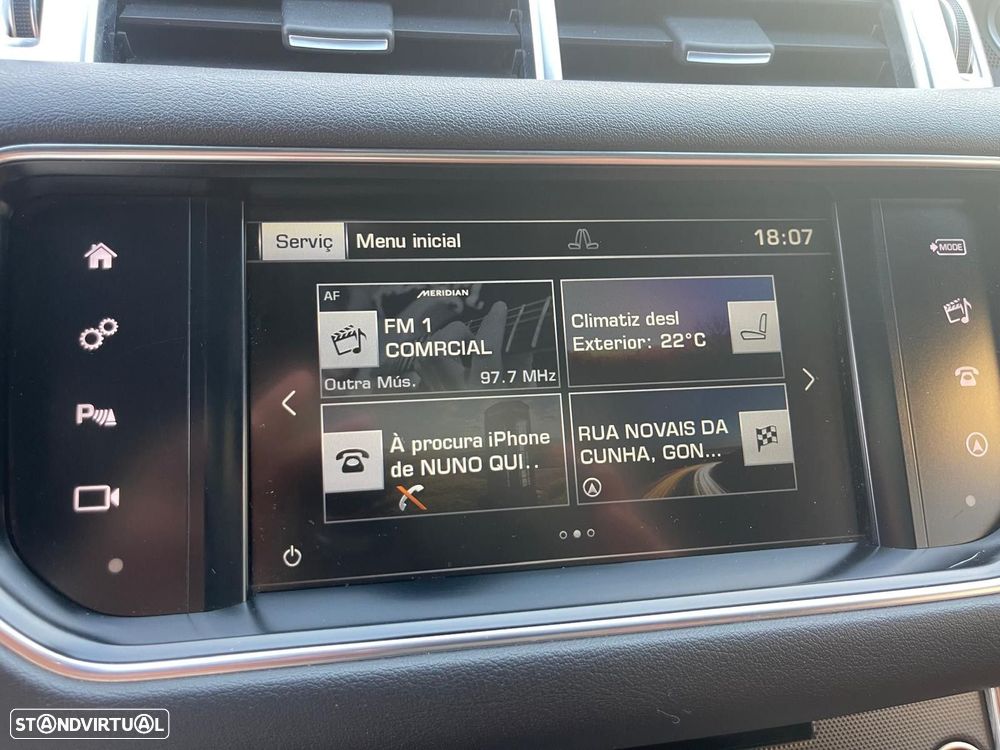 Serviç
Menu inicial
18:07
AF
MERIDIAN
FM 1
COMRCIAL
Outra Mús.
97.7 MHz
Climatiz desl
Exterior: 22°C
À procura iPhone
de NUNO QUI..
RUA NOVAIS DA
CUNHA, GON...
P
MODE
STANDVIRTUAL